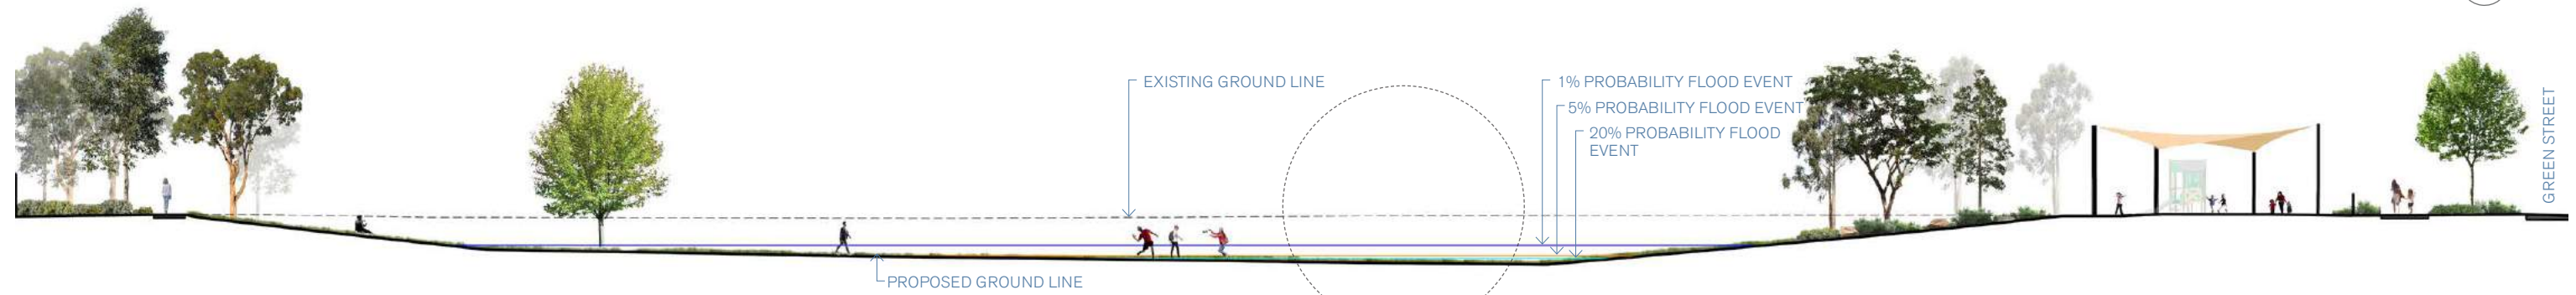 EXISTING GROUND LINE
1% PROBABILITY FLOOD EVENT
5% PROBABILITY FLOOD EVENT
20% PROBABILITY FLOOD
EVENT
GREEN STREET
PROPOSED GROUND LINE